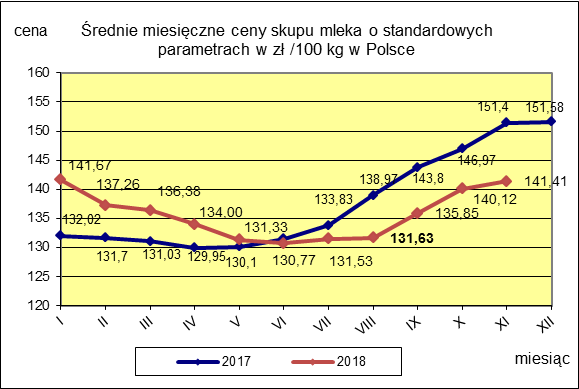 cena
Średnie miesięczne ceny skupu mleka o standardowych
parametrach w zł /100 kg w Polsce
160
155
150
145
140
135
130
125
120
141,67
137,26
136,38
134,00
131,33
132,02
131,7
131,03
129,95
130,1
130,77
131,53
133,83
138,97
131,63
143,8
135,85
146,97
140,12
151,4
151,58
141,41
I
II
III
IV
V
VI
VII
VIII
IX
X
XI
XII
miesiąc
2017
2018